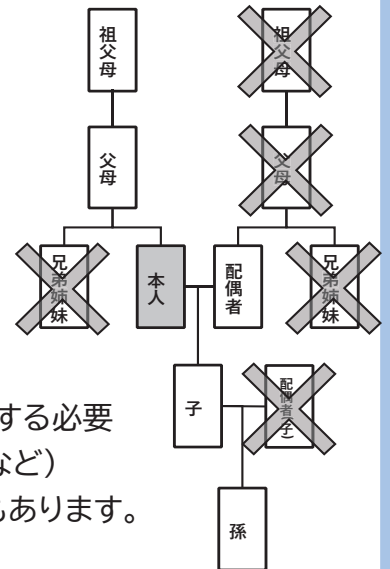 祖父母
祖父母
父母
父母
兄弟姉妹
本人
配偶者
兄弟姉妹
子
配偶者(子)
孫
する必要
など)
もあります。